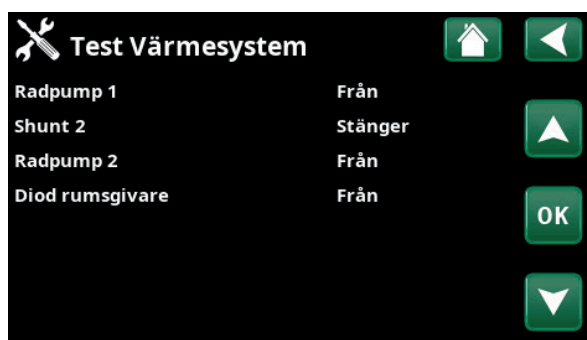 Test Värmesystem
Radpump 1 Från
Shunt 2 Stänger
Radpump 2 Från
Diod rumsgivare Från
OK